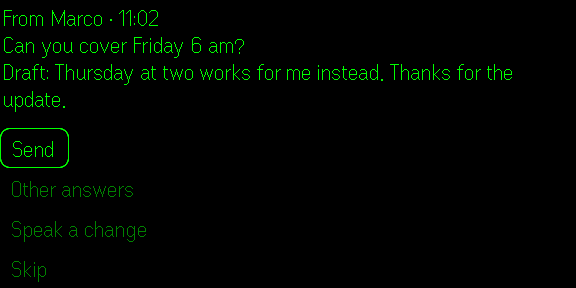 From Marco · 11:02
Can you cover Friday 6 am?
Draft: Thursday at two works for me instead. Thanks for the
update.
Send
Other answers
Speak a change
Skip